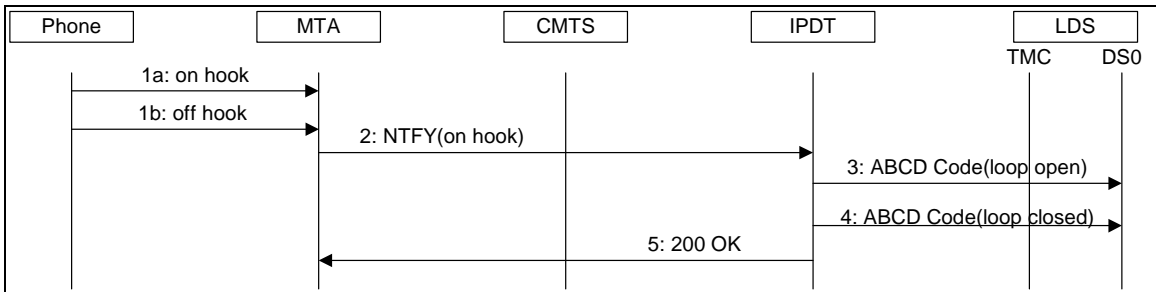 Phone
MTA
CMTS
IPDT
LDS
TMC
DS0
1a: on hook
1b: off hook
2: NTFY(on hook)
3: ABCD Code(loop open)
4: ABCD Code(loop closed)
5: 200 OK